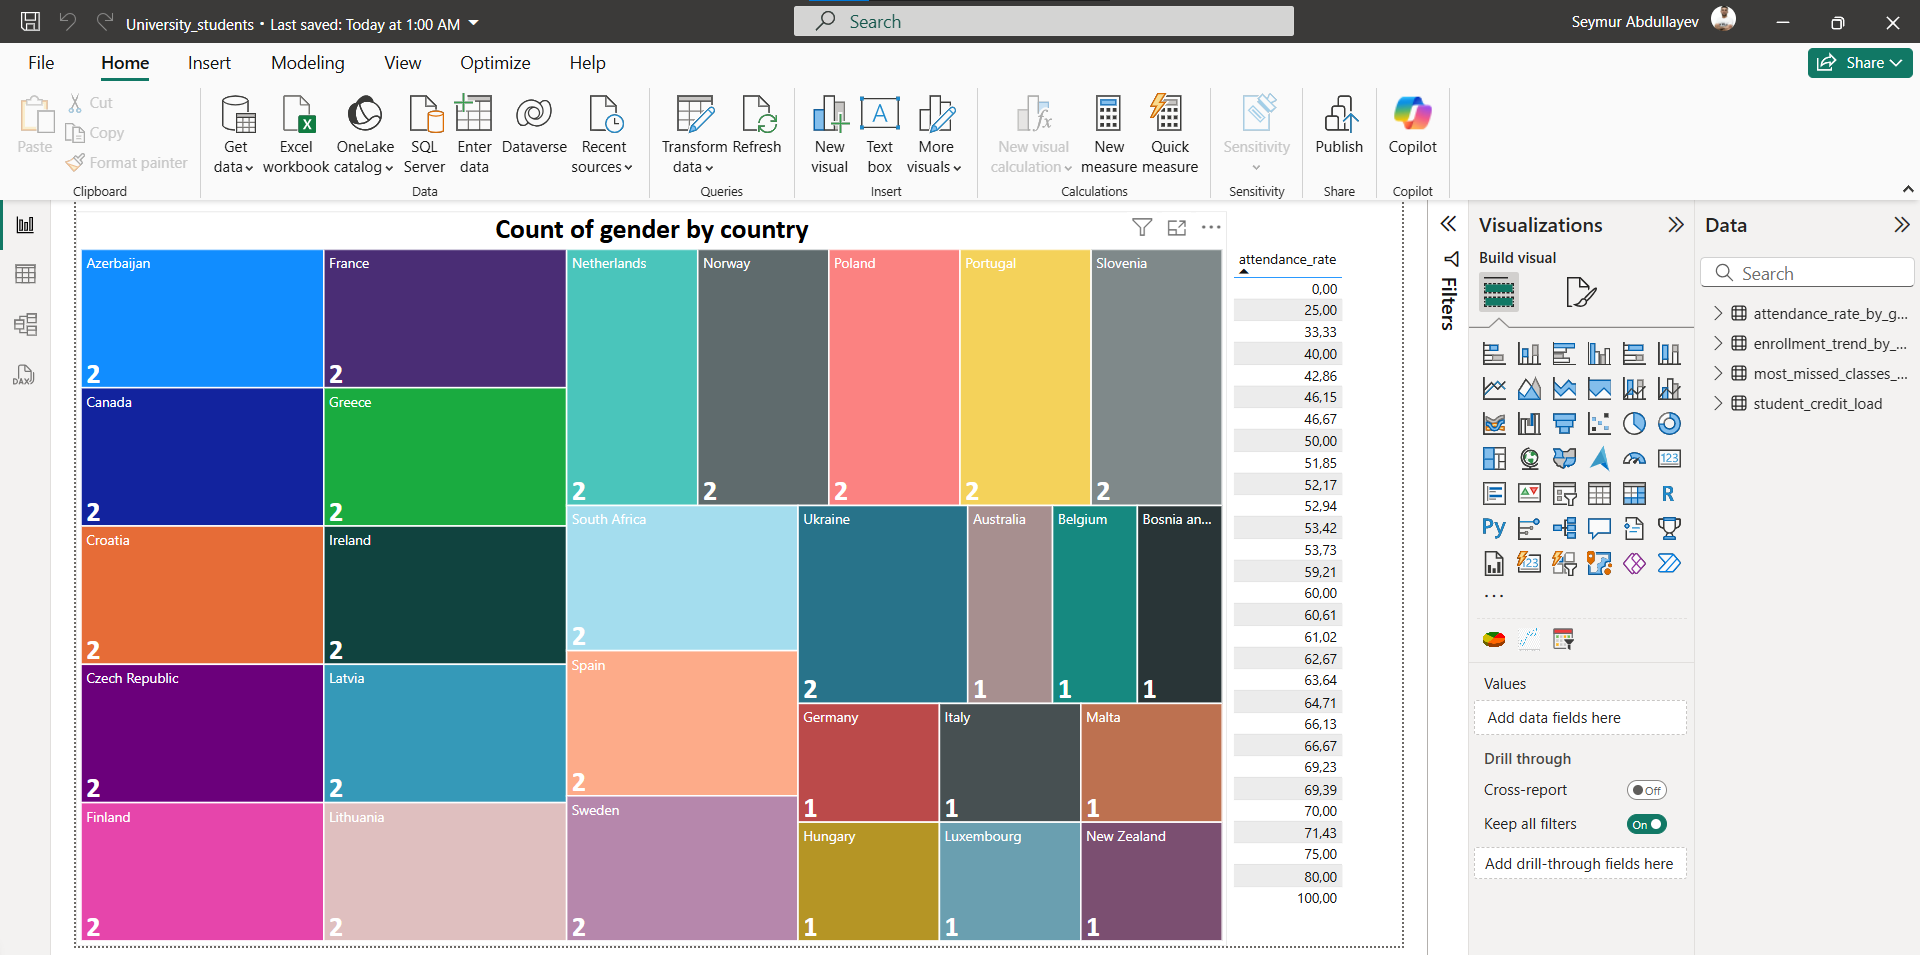 University_students • Last saved: Today at 1:00 AM
Search
Seymur Abdullayev
File Home Insert Modeling View Optimize Help
Share
Paste
Cut
Copy
Format painter
Clipboard
Get data
Excel workbook
OneLake catalog
SQL Server
Enter data
Dataverse
Recent sources
Data
Transform data
Refresh
Queries
New visual
Text box
More visuals
Insert
New visual calculation
New measure
Quick measure
Calculations
Sensitivity
Sensitivity
Publish
Share
Copilot
Copilot
DAX
Count of gender by country
Azerbaijan
2
Canada
2
Croatia
2
Czech Republic
2
Finland
2
France
2
Greece
2
Ireland
2
Latvia
2
Lithuania
2
Netherlands
2
Norway
2
Poland
2
Portugal
2
Slovenia
2
South Africa
2
Spain
2
Sweden
2
Ukraine
2
Australia
1
Belgium
1
Bosnia an...
1
Germany
1
Italy
1
Malta
1
Hungary
1
Luxembourg
1
New Zealand
1
attendance_rate
0,00
25,00
33,33
40,00
42,86
46,15
46,67
50,00
51,85
52,17
52,94
53,42
53,73
59,21
60,00
60,61
61,02
62,67
63,64
64,71
66,13
66,67
69,23
69,39
70,00
71,43
75,00
80,00
100,00
Filters
Visualizations
Build visual
123
R
Py
123
...
Values
Add data fields here
Drill through
Cross-report
Off
Keep all filters
On
Add drill-through fields here
Data
Search
attendance_rate_by_g...
enrollment_trend_by_...
most_missed_classes_...
student_credit_load